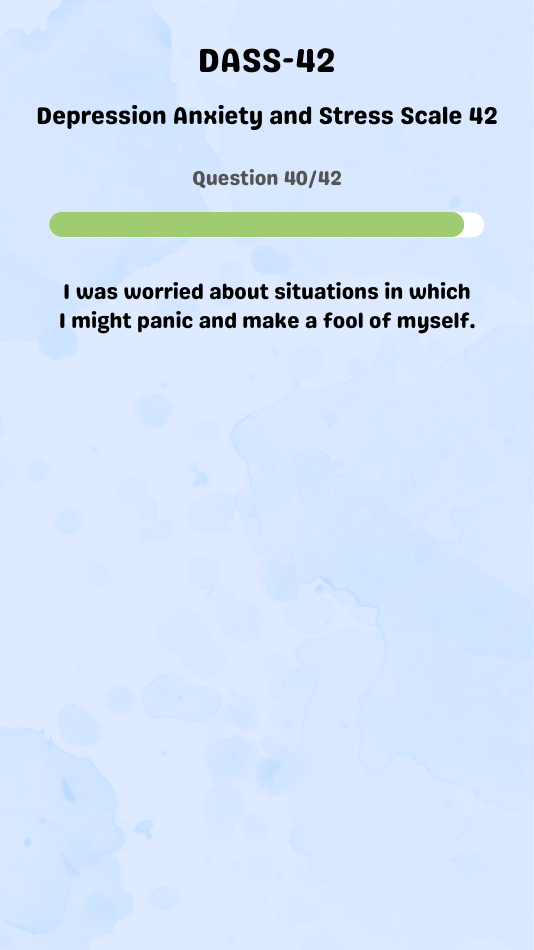 DASS-42
Depression Anxiety and Stress Scale 42
Question 40/42
I was worried about situations in which
I might panic and make a fool of myself.